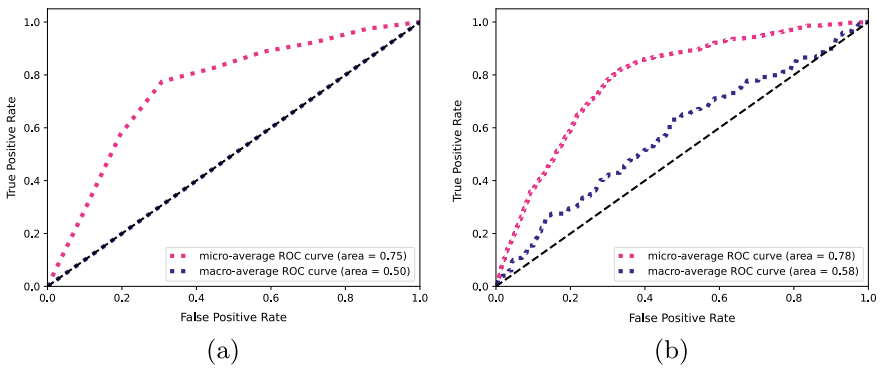 1.0
0.8
0.6
0.4
0.2
0.0
True Positive Rate
0.0 0.2 0.4 0.6 0.8 1.0
False Positive Rate
micro-average ROC curve (area = 0.75)
macro-average ROC curve (area = 0.50)
(a)
1.0
0.8
0.6
0.4
0.2
0.0
True Positive Rate
0.0 0.2 0.4 0.6 0.8 1.0
False Positive Rate
micro-average ROC curve (area = 0.78)
macro-average ROC curve (area = 0.58)
(b)